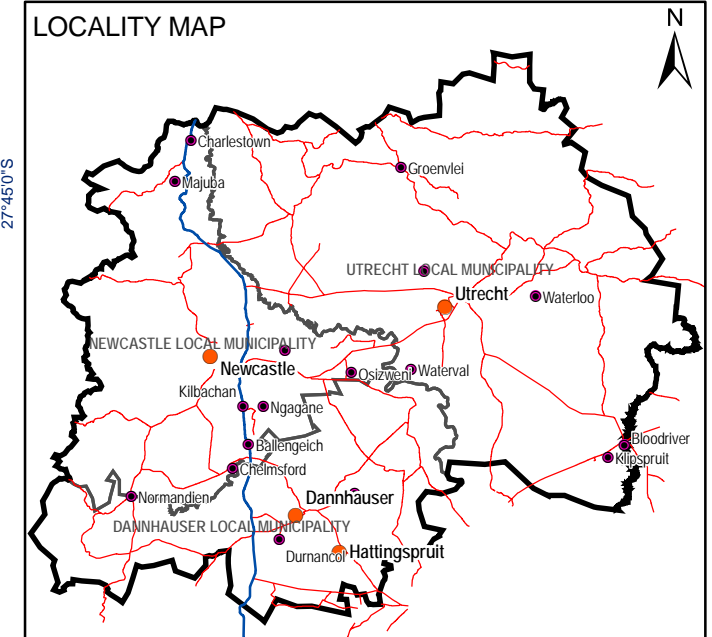 LOCALITY MAP
N
27°45'0"S
Charlestown
Majuba
Groenvlei
UTRECHT LOCAL MUNICIPALITY
Utrecht
Waterloo
NEWCASTLE LOCAL MUNICIPALITY
Newcastle
Osizweni
Waterval
Kilbachan
Ngagane
Ballengeich
Bloodriver
Klipspruit
Chelmsford
Normandien
Dannhauser
DANNHAUSER LOCAL MUNICIPALITY
Durnancol
Hattingspruit